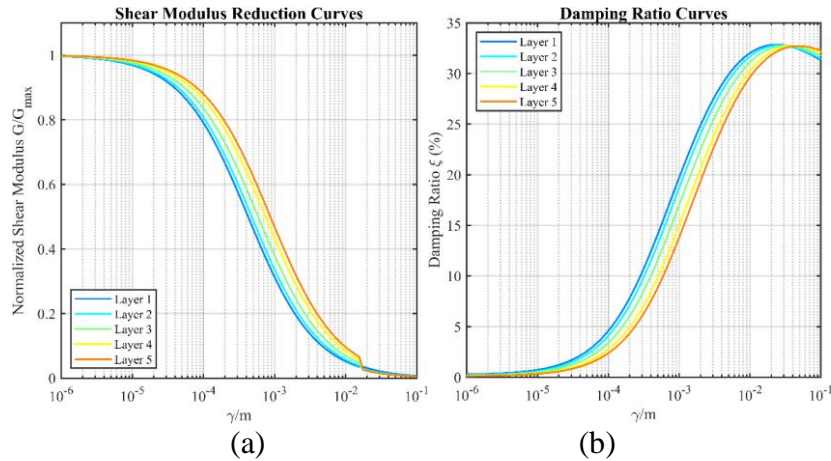 Shear Modulus Reduction Curves
Normalized Shear Modulus G/Gmax
1
0.8
0.6
0.4
0.2
0
Layer 1
Layer 2
Layer 3
Layer 4
Layer 5
10-6
10-5
10-4
10-3
10-2
10-1
γ/m
(a)
Damping Ratio Curves
Damping Ratio ξ (%)
35
30
25
20
15
10
5
0
Layer 1
Layer 2
Layer 3
Layer 4
Layer 5
10-6
10-5
10-4
10-3
10-2
10-1
γ/m
(b)